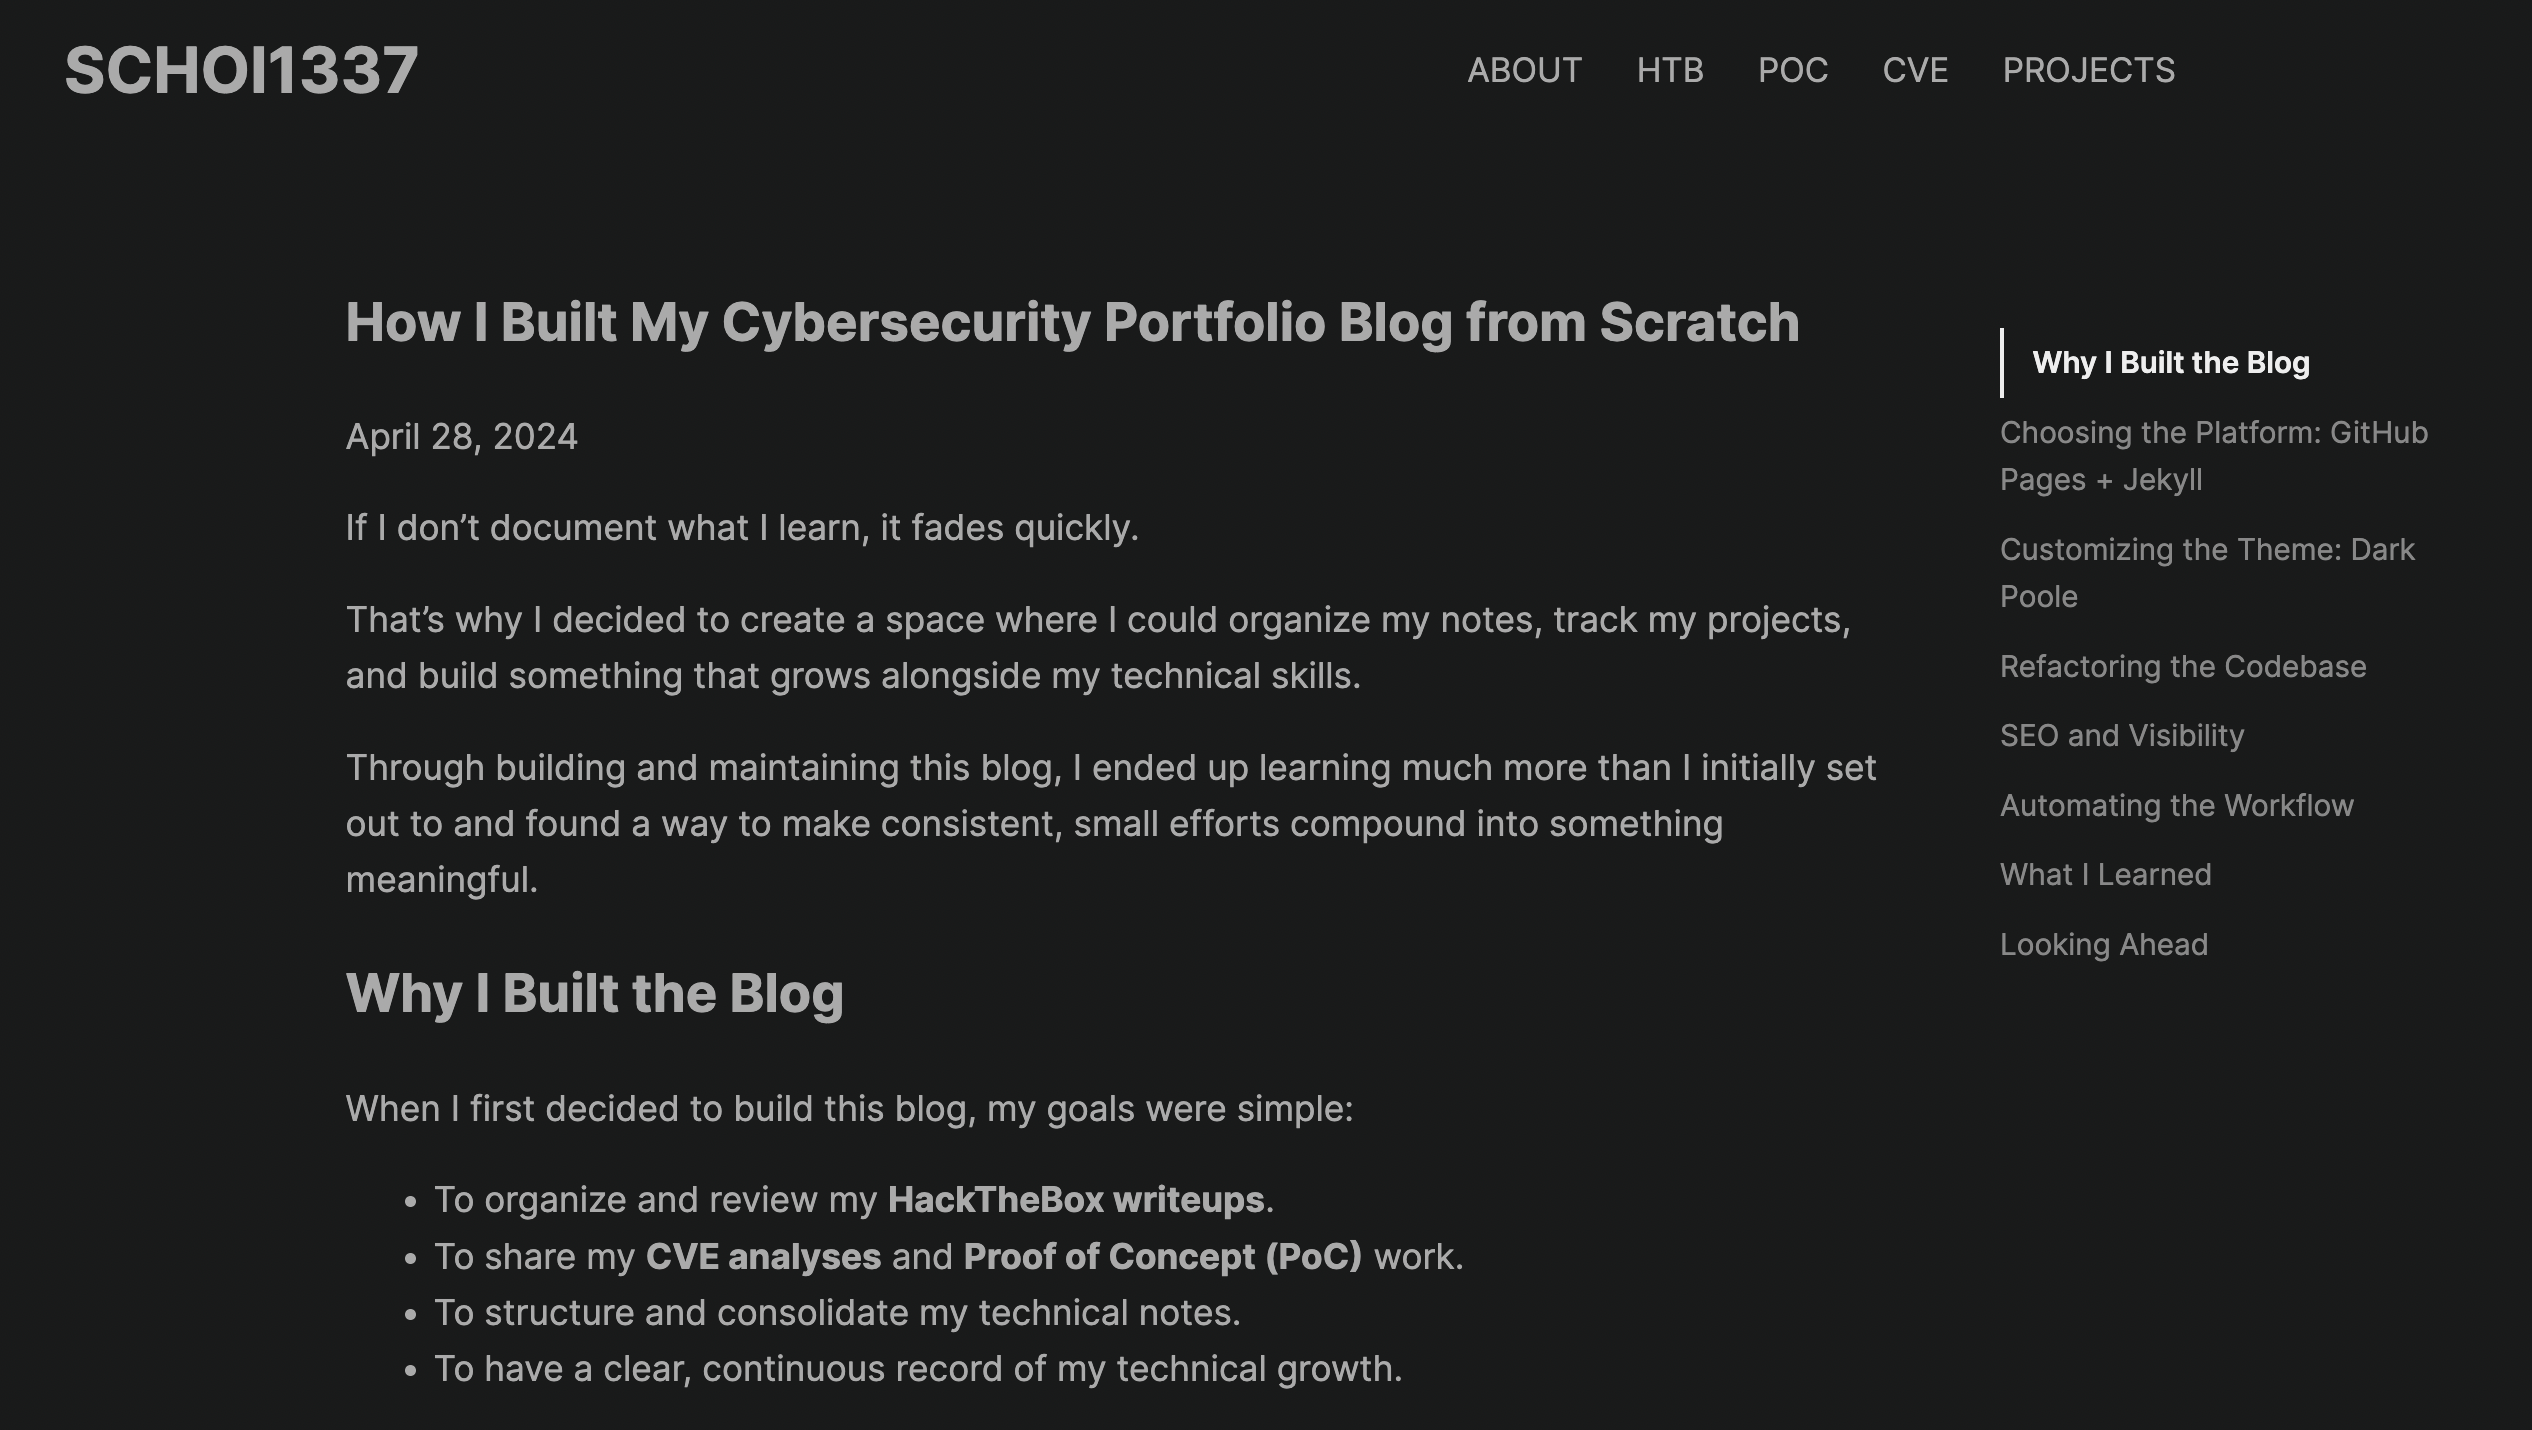 SCHOI1337
ABOUT HTB POC CVE PROJECTS
How I Built My Cybersecurity Portfolio Blog from Scratch
April 28, 2024
If I don’t document what I learn, it fades quickly.
That’s why I decided to create a space where I could organize my notes, track my projects,
and build something that grows alongside my technical skills.
Through building and maintaining this blog, I ended up learning much more than I initially set
out to and found a way to make consistent, small efforts compound into something
meaningful.
Why I Built the Blog
When I first decided to build this blog, my goals were simple:
• To organize and review my HackTheBox writeups.
• To share my CVE analyses and Proof of Concept (PoC) work.
• To structure and consolidate my technical notes.
• To have a clear, continuous record of my technical growth.
Why I Built the Blog
Choosing the Platform: GitHub
Pages + Jekyll
Customizing the Theme: Dark
Poole
Refactoring the Codebase
SEO and Visibility
Automating the Workflow
What I Learned
Looking Ahead